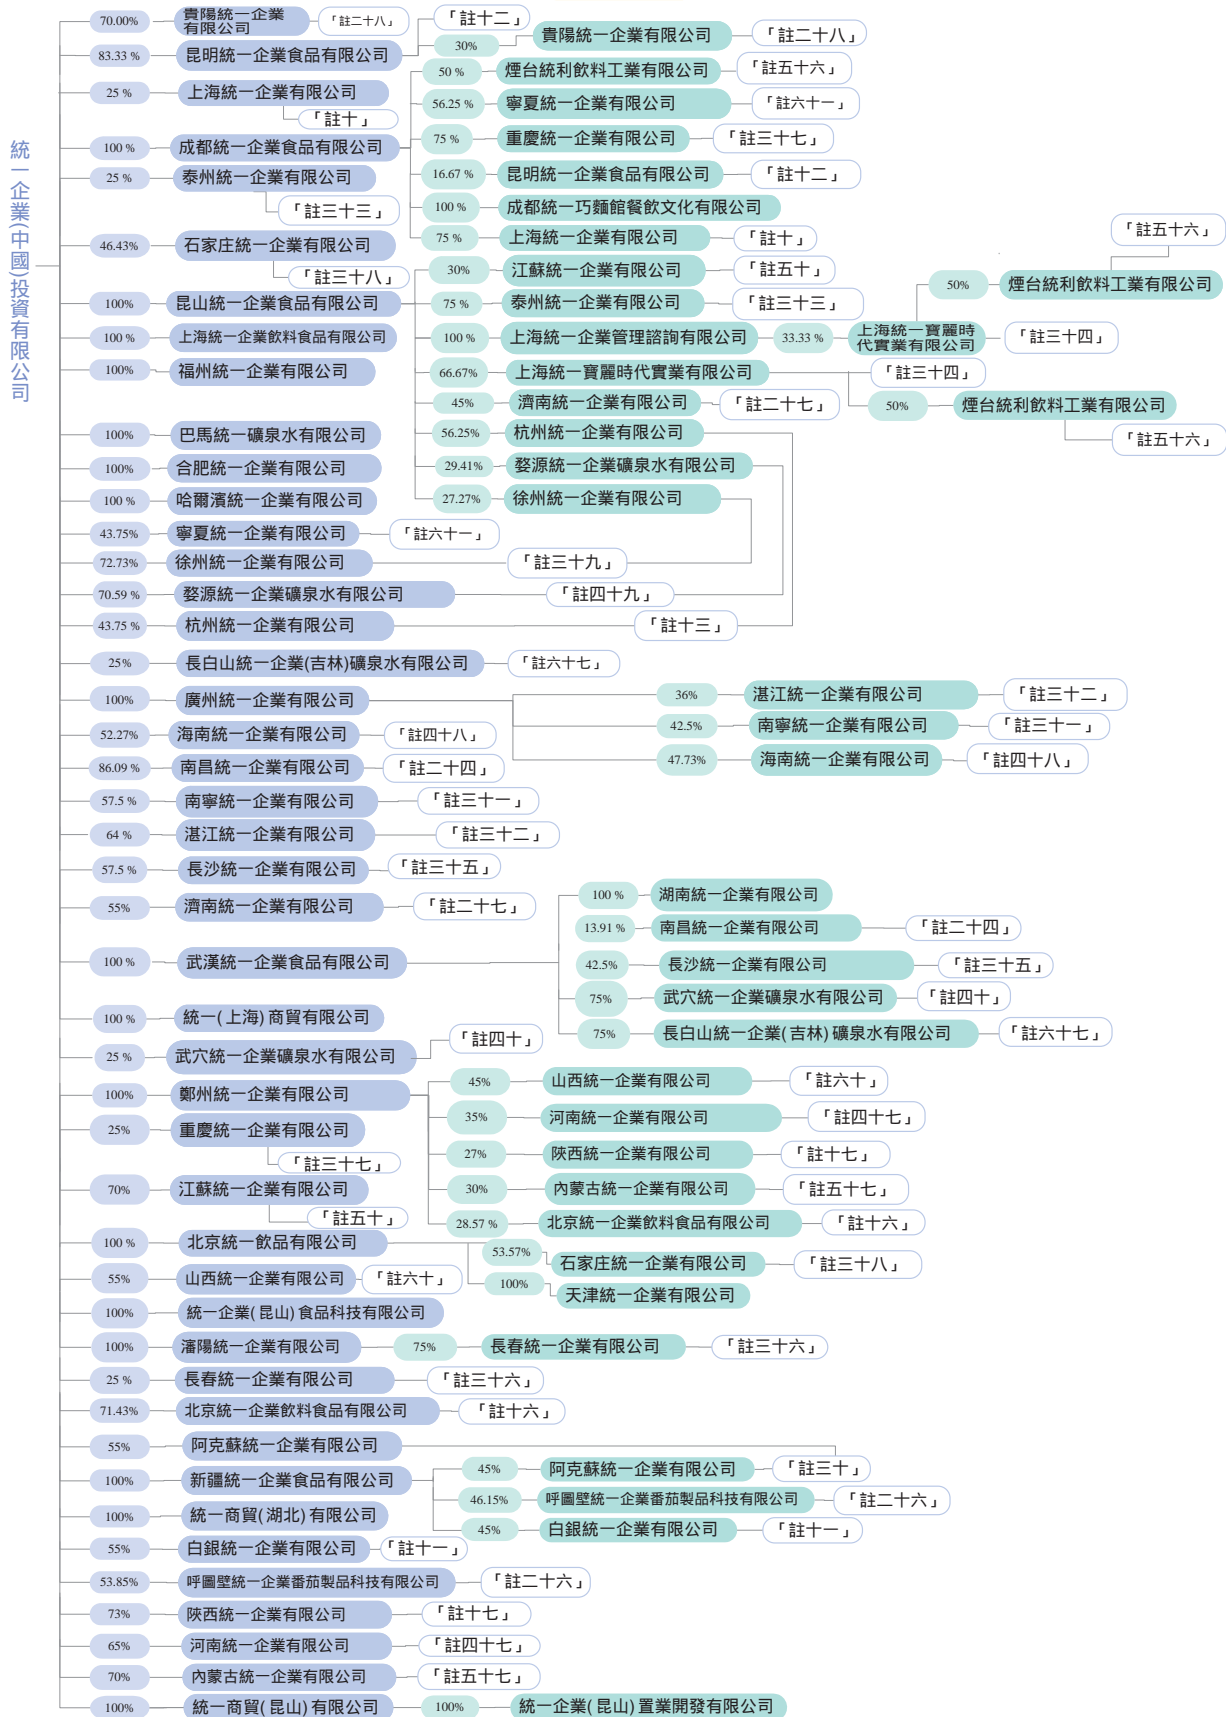 統一企業(中國)投資有限公司
70.00% 貴陽統一企業
有限公司 「註二十八」
83.33 % 昆明統一企業食品有限公司 「註十二」
30% 貴陽統一企業有限公司 「註二十八」
25 % 上海統一企業有限公司
「註十」
100 % 成都統一企業食品有限公司
50 % 煙台統利飲料工業有限公司 「註五十六」
56.25 % 寧夏統一企業有限公司 「註六十一」
75 % 重慶統一企業有限公司 「註三十七」
16.67 % 昆明統一企業食品有限公司 「註十二」
100 % 成都統一巧麵館餐飲文化有限公司
75 % 上海統一企業有限公司 「註十」
25 % 泰州統一企業有限公司
「註三十三」
46.43% 石家庄統一企業有限公司
「註三十八」
100% 昆山統一企業食品有限公司
30% 江蘇統一企業有限公司 「註五十」
75 % 泰州統一企業有限公司 「註三十三」
100 % 上海統一企業管理諮詢有限公司 33.33 % 上海統一寶麗時
代實業有限公司 「註三十四」
50% 煙台統利飲料工業有限公司
「註五十六」
66.67% 上海統一寶麗時代實業有限公司 「註三十四」
50% 煙台統利飲料工業有限公司
「註五十六」
45% 濟南統一企業有限公司 「註二十七」
56.25% 杭州統一企業有限公司
29.41% 婺源統一企業礦泉水有限公司
27.27% 徐州統一企業有限公司
100 % 上海統一企業飲料食品有限公司
100% 福州統一企業有限公司
100% 巴馬統一礦泉水有限公司
100% 合肥統一企業有限公司
100 % 哈爾濱統一企業有限公司
43.75% 寧夏統一企業有限公司 「註六十一」
72.73% 徐州統一企業有限公司 「註三十九」
70.59 % 婺源統一企業礦泉水有限公司 「註四十九」
43.75 % 杭州統一企業有限公司 「註十三」
25% 長白山統一企業(吉林)礦泉水有限公司 「註六十七」
100% 廣州統一企業有限公司
36% 湛江統一企業有限公司 「註三十二」
42.5% 南寧統一企業有限公司 「註三十一」
47.73% 海南統一企業有限公司 「註四十八」
52.27% 海南統一企業有限公司 「註四十八」
86.09 % 南昌統一企業有限公司 「註二十四」
57.5 % 南寧統一企業有限公司 「註三十一」
64 % 湛江統一企業有限公司 「註三十二」
57.5 % 長沙統一企業有限公司 「註三十五」
55% 濟南統一企業有限公司 「註二十七」
100 % 武漢統一企業食品有限公司
100 % 湖南統一企業有限公司
13.91 % 南昌統一企業有限公司 「註二十四」
42.5% 長沙統一企業有限公司 「註三十五」
75% 武穴統一企業礦泉水有限公司 「註四十」
75% 長白山統一企業(吉林) 礦泉水有限公司 「註六十七」
100 % 統一(上海) 商貿有限公司
25 % 武穴統一企業礦泉水有限公司 「註四十」
100% 鄭州統一企業有限公司
45% 山西統一企業有限公司 「註六十」
35% 河南統一企業有限公司 「註四十七」
27% 陝西統一企業有限公司 「註十七」
30% 內蒙古統一企業有限公司 「註五十七」
28.57 % 北京統一企業飲料食品有限公司 「註十六」
25% 重慶統一企業有限公司
「註三十七」
70% 江蘇統一企業有限公司
「註五十」
100 % 北京統一飲品有限公司
53.57% 石家庄統一企業有限公司 「註三十八」
100% 天津統一企業有限公司
55% 山西統一企業有限公司 「註六十」
100% 統一企業(昆山) 食品科技有限公司
100% 瀋陽統一企業有限公司 75% 長春統一企業有限公司 「註三十六」
25 % 長春統一企業有限公司 「註三十六」
71.43% 北京統一企業飲料食品有限公司 「註十六」
55% 阿克蘇統一企業有限公司
100% 新疆統一企業食品有限公司
45% 阿克蘇統一企業有限公司 「註三十」
46.15% 呼圖壁統一企業番茄製品科技有限公司 「註二十六」
45% 白銀統一企業有限公司 「註十一」
100% 統一商貿(湖北) 有限公司
55% 白銀統一企業有限公司 「註十一」
53.85% 呼圖壁統一企業番茄製品科技有限公司 「註二十六」
73% 陝西統一企業有限公司 「註十七」
65% 河南統一企業有限公司 「註四十七」
70% 內蒙古統一企業有限公司 「註五十七」
100% 統一商貿(昆山) 有限公司 100% 統一企業(昆山) 置業開發有限公司